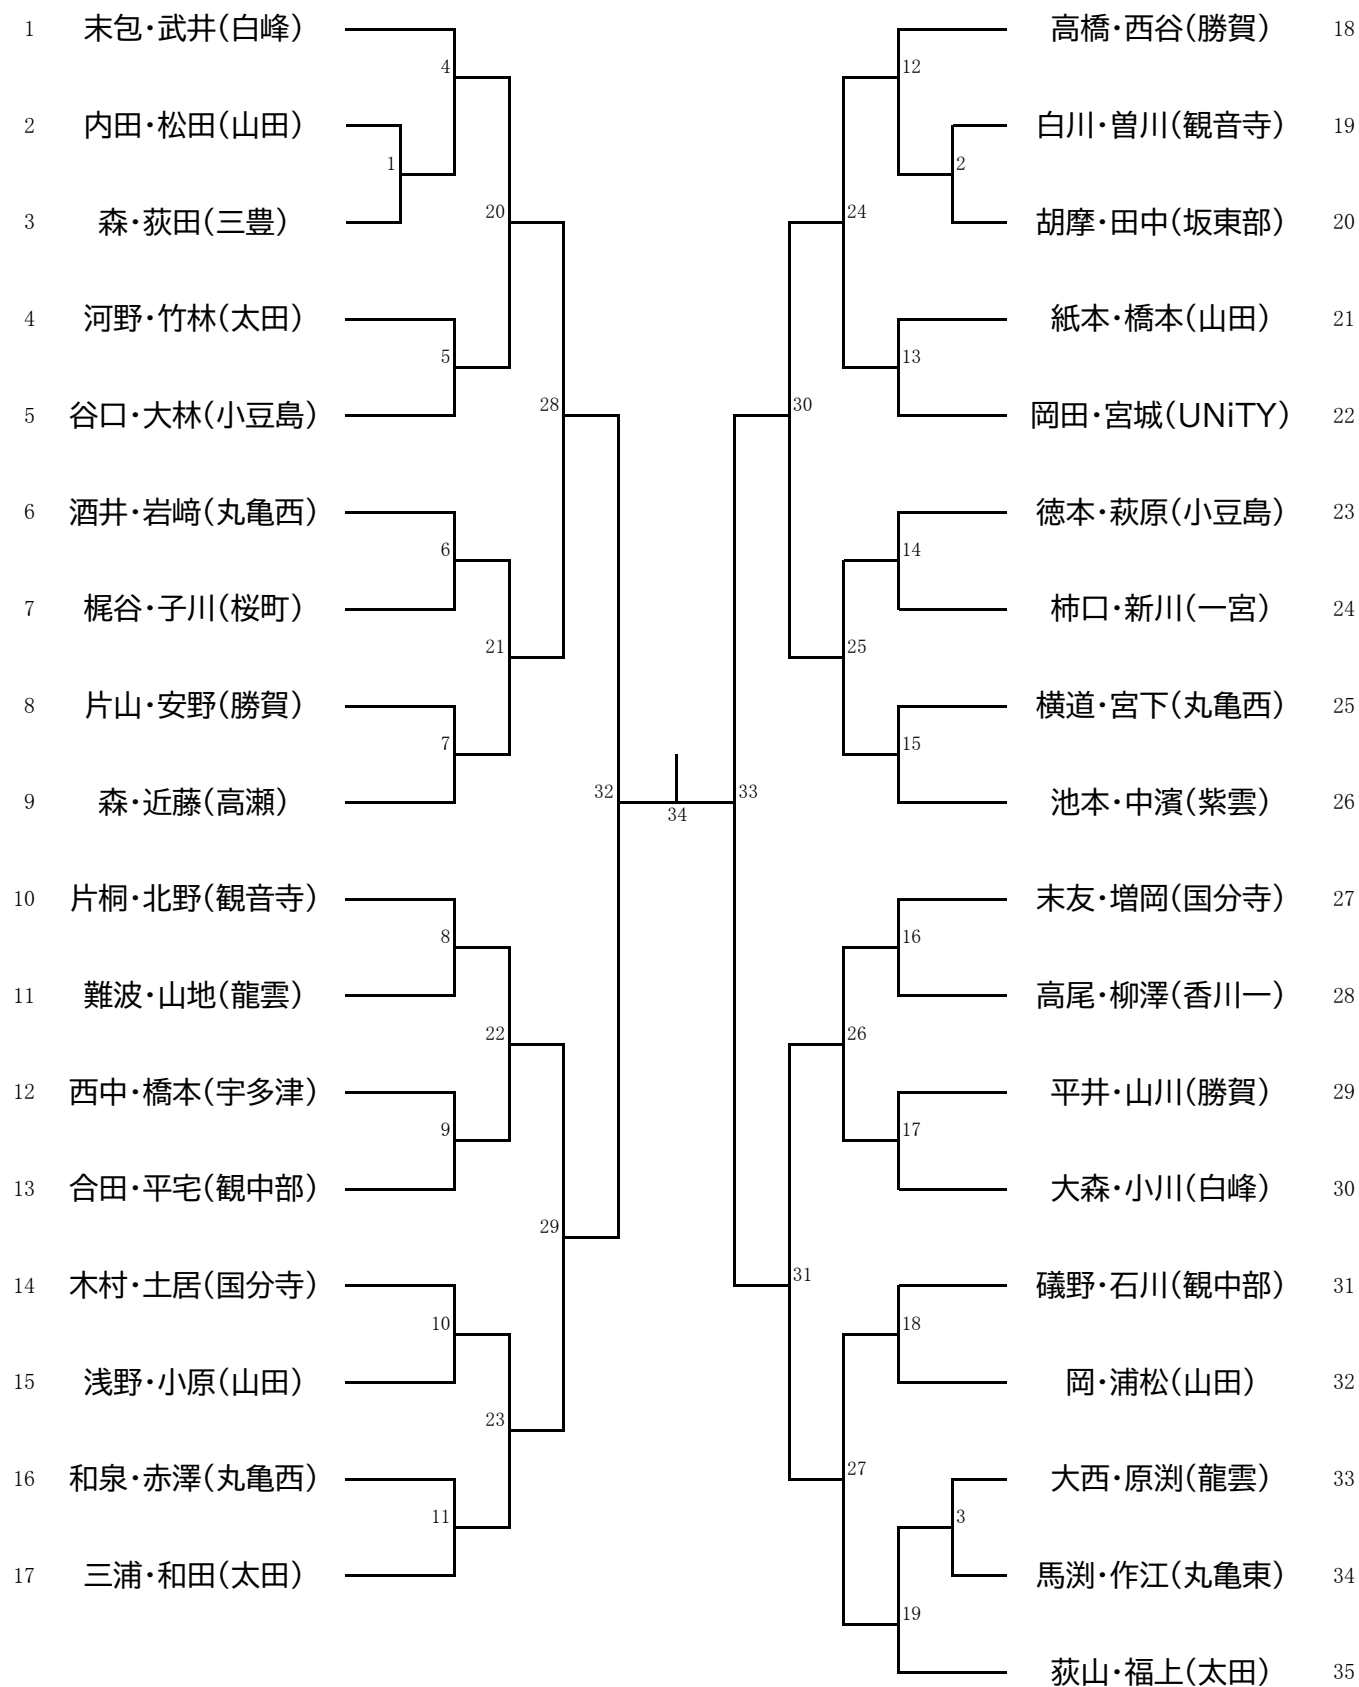 1 末包・武井(白峰)
2 内田・松田(山田)
3 森・荻田(三豊)
4 河野・竹林(太田)
5 谷口・大林(小豆島)
6 酒井・岩﨑(丸亀西)
7 梶谷・子川(桜町)
8 片山・安野(勝賀)
9 森・近藤(高瀬)
10 片桐・北野(観音寺)
11 難波・山地(龍雲)
12 西中・橋本(宇多津)
13 合田・平宅(観中部)
14 木村・土居(国分寺)
15 浅野・小原(山田)
16 和泉・赤澤(丸亀西)
17 三浦・和田(太田)
4
1
20
5
28
6
21
7
32
8
22
9
29
10
23
11
34
33
12
2
24
13
30
14
25
15
16
26
17
31
18
27
3
19
高橋・西谷(勝賀) 18
白川・曽川(観音寺) 19
胡摩・田中(坂東部) 20
紙本・橋本(山田) 21
岡田・宮城(UNiTY) 22
徳本・萩原(小豆島) 23
柿口・新川(一宮) 24
横道・宮下(丸亀西) 25
池本・中濱(紫雲) 26
末友・増岡(国分寺) 27
高尾・柳澤(香川一) 28
平井・山川(勝賀) 29
大森・小川(白峰) 30
礒野・石川(観中部) 31
岡・浦松(山田) 32
大西・原渕(龍雲) 33
馬渕・作江(丸亀東) 34
荻山・福上(太田) 35